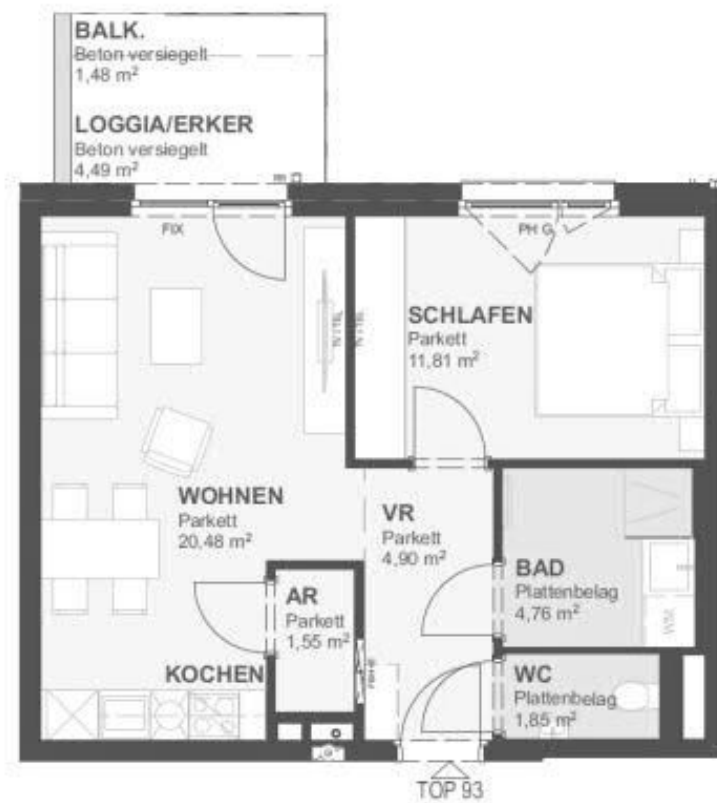 BALK.
Beton versiegelt
1,48 m²
LOGGIA/ERKER
Beton versiegelt
4,49 m²
FIX
PH G
SCHLAFEN
Parkett
11,81 m²
WOHNEN
Parkett
20,48 m²
VR
Parkett
4,90 m²
BAD
Plattenbelag
4,76 m²
WM
AR
Parkett
1,55 m²
KOCHEN
WC
Plattenbelag
1,85 m²
TOP 93